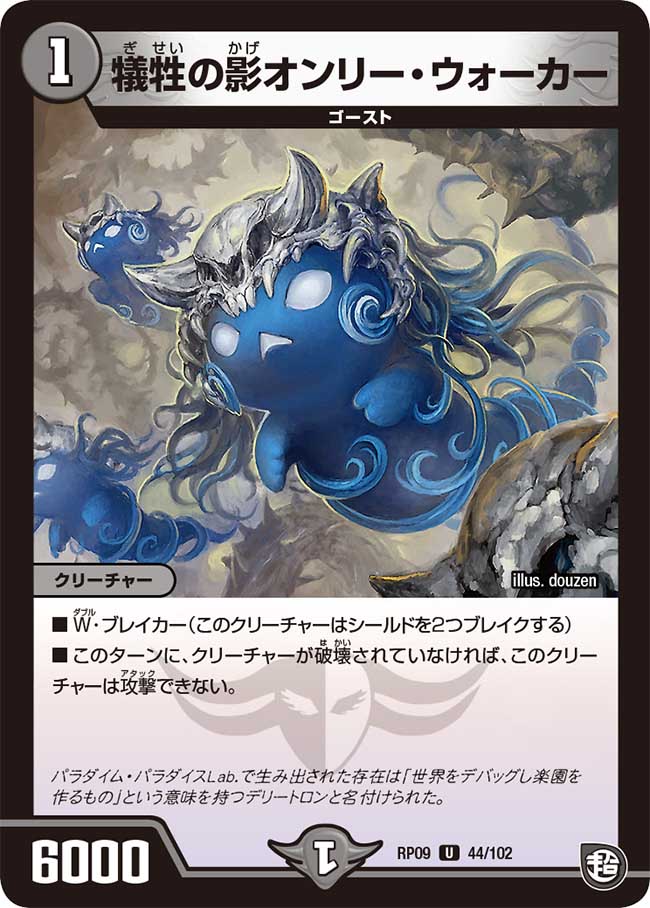 1
ぎせい かげ
犠牲の影オンリー・ウォーカー
ゴースト
クリーチャー
illus. douzen
ダブル
■W・ブレイカー(このクリーチャーはシールドを2つブレイクする)
はかい
■このターンに、クリーチャーが破壊されていなければ、このクリー
アタック
チャーは攻撃できない。
パラダイム・パラダイスLab.で生み出された存在は「世界をデバッグし楽園を
作るもの」という意味を持つデリートロンと名付けられた。
6000
1
RP09 U 44/102
超